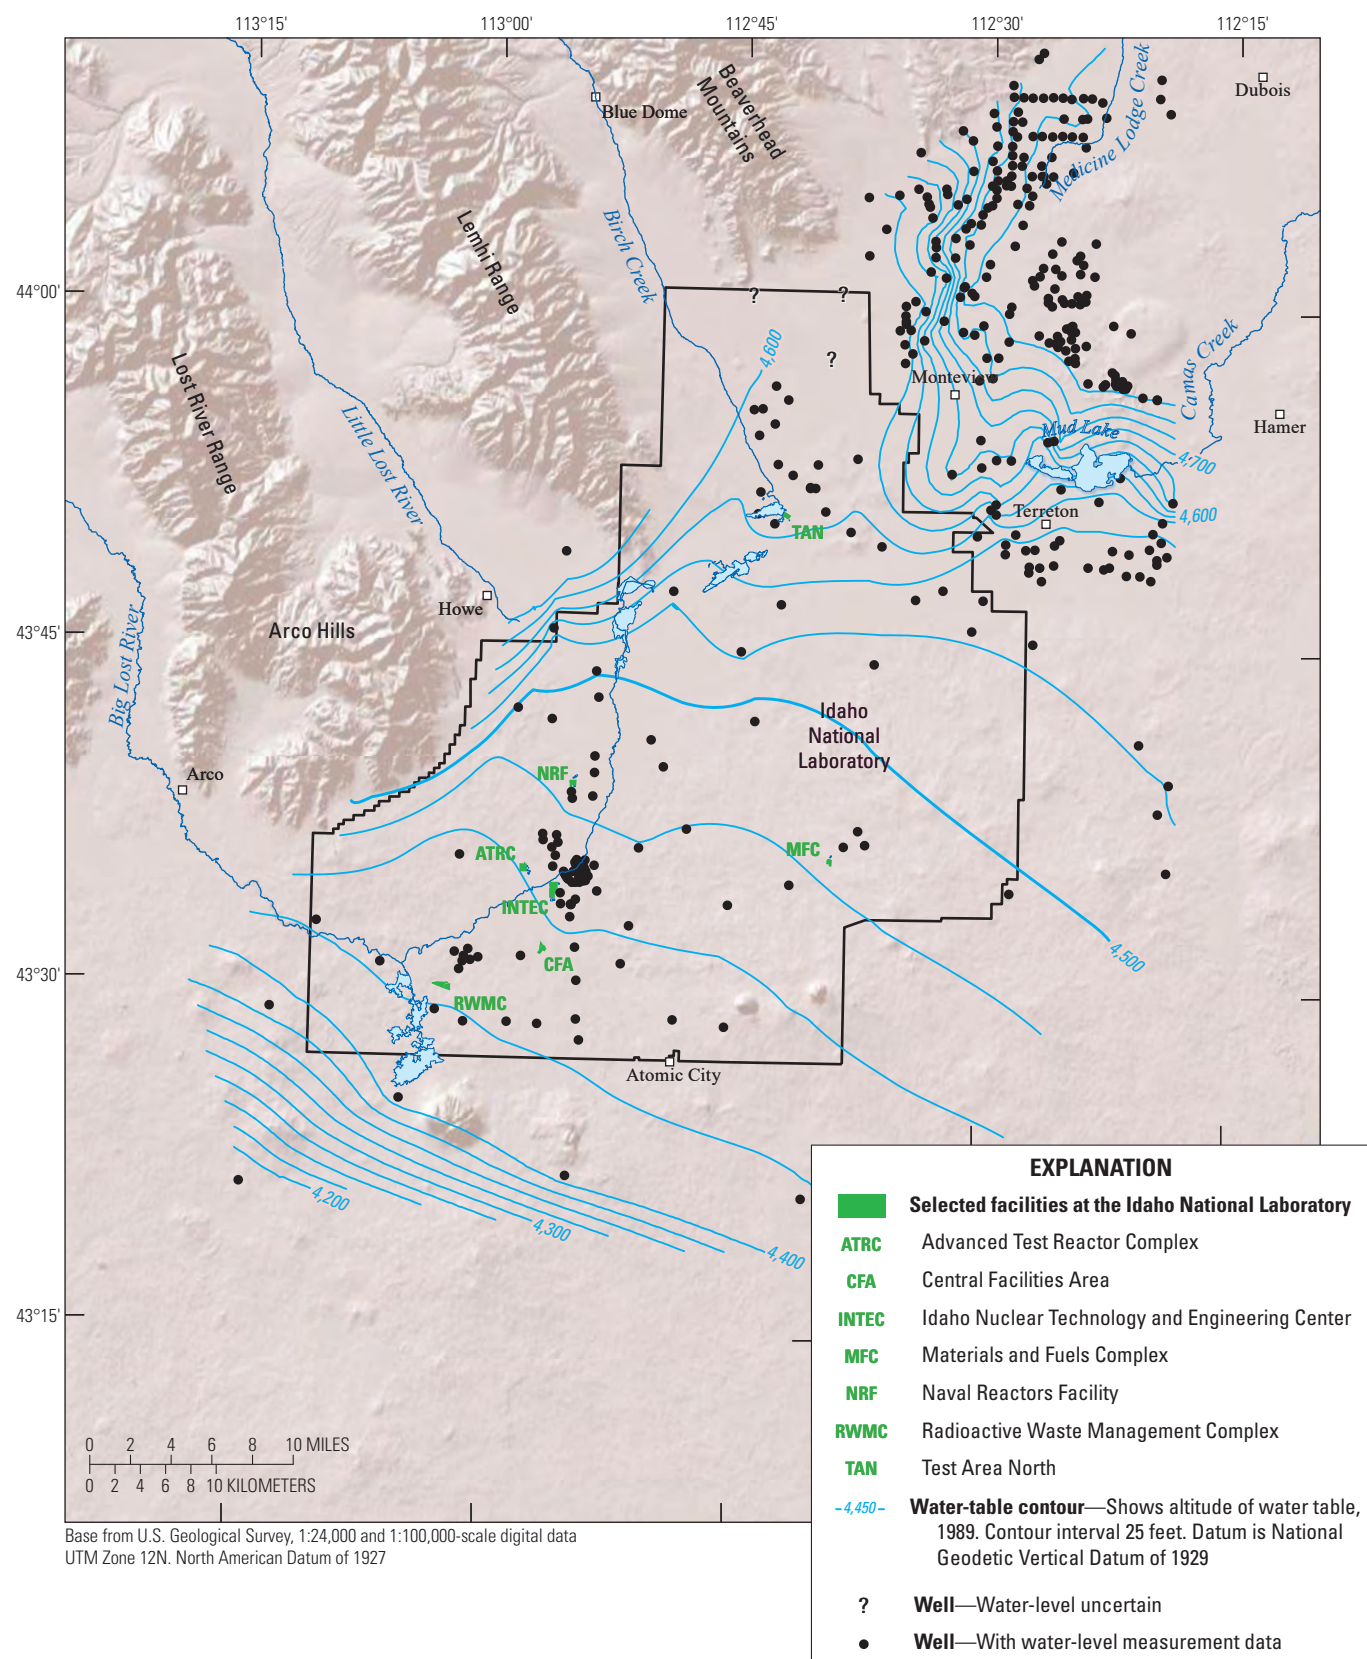 113°15'
113°00'
112°45'
112°30'
112°15'
Dubois
Blue Dome
Beaverhead
Mountains
Medicine Lodge Creek
Lemhi Range
Birch Creek
44°00'
?
?
?
4,600
Camas Creek
Lost River Range
Little Lost River
Monteview
Mud Lake
Hamer
4,700
4,600
Terreton
TAN
Howe
Arco Hills
43°45'
Big Lost River
Idaho
National
Laboratory
Arco
NRF
ATRC
MFC
INTEC
CFA
4,500
43°30'
RWMC
Atomic City
4,200
4,300
4,400
43°15'
0 2 4 6 8 10 MILES
0 2 4 6 8 10 KILOMETERS
Base from U.S. Geological Survey, 1:24,000 and 1:100,000-scale digital data
UTM Zone 12N. North American Datum of 1927
EXPLANATION
Selected facilities at the Idaho National Laboratory
ATRC Advanced Test Reactor Complex
CFA Central Facilities Area
INTEC Idaho Nuclear Technology and Engineering Center
MFC Materials and Fuels Complex
NRF Naval Reactors Facility
RWMC Radioactive Waste Management Complex
TAN Test Area North
4,450 Water-table contour—Shows altitude of water table,
1989. Contour interval 25 feet. Datum is National
Geodetic Vertical Datum of 1929
? Well—Water-level uncertain
Well—With water-level measurement data